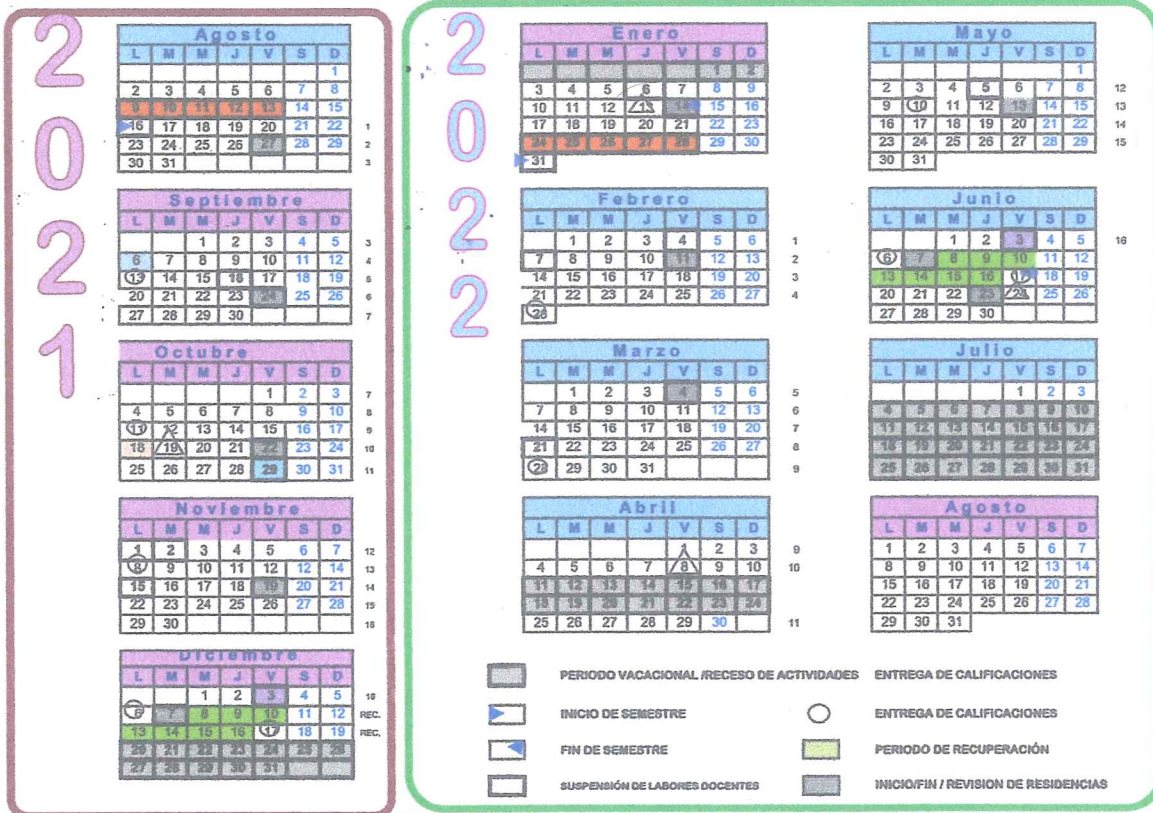 2021
Agosto
L M M J V S D
1
2 3 4 5 6 7 8
9 10 11 12 13 14 15
16 17 18 19 20 21 22 1
23 24 25 26 27 28 29 2
30 31 3
Septiembre
L M M J V S D
1 2 3 4 5 3
6 7 8 9 10 11 12 4
13 14 15 16 17 18 19 5
20 21 22 23 24 25 26 6
27 28 29 30 7
Octubre
L M M J V S D
1 2 3 7
4 5 6 7 8 9 10 8
11 12 13 14 15 16 17 9
18 19 20 21 22 23 24 10
25 26 27 28 29 30 31 11
Noviembre
L M M J V S D
1 2 3 4 5 6 7 12
8 9 10 11 12 12 14 13
15 16 17 18 19 20 21 14
22 23 24 25 26 27 28 15
29 30 16
Diciembre
L M M J V S D
1 2 3 4 5 16
6 7 8 9 10 11 12 REC.
13 14 15 16 17 18 19 REC.
20 21 22 23 24 25 26
27 28 29 30 31
2022
Enero
L M M J V S D
1 2
3 4 5 6 7 8 9
10 11 12 13 14 15 16
17 18 19 20 21 22 23
24 25 26 27 28 29 30
31
Febrero
L M M J V S D
1 2 3 4 5 6 1
7 8 9 10 11 12 13 2
14 15 16 17 18 19 20 3
21 22 23 24 25 26 27 4
28
Marzo
L M M J V S D
1 2 3 4 5 6 5
7 8 9 10 11 12 13 6
14 15 16 17 18 19 20 7
21 22 23 24 25 26 27 8
28 29 30 31 9
Abril
L M M J V S D
1 2 3 9
4 5 6 7 8 9 10 10
11 12 13 14 15 16 17
18 19 20 21 22 23 24
25 26 27 28 29 30 11
Mayo
L M M J V S D
1
2 3 4 5 6 7 8 12
9 10 11 12 13 14 15 13
16 17 18 19 20 21 22 14
23 24 25 26 27 28 29 15
30 31
Junio
L M M J V S D
1 2 3 4 5 16
6 7 8 9 10 11 12
13 14 15 16 17 18 19
20 21 22 23 24 25 26
27 28 29 30
Julio
L M M J V S D
1 2 3
4 5 6 7 8 9 10
11 12 13 14 15 16 17
18 19 20 21 22 23 24
25 26 27 28 29 30 31
Agosto
L M M J V S D
1 2 3 4 5 6 7
8 9 10 11 12 13 14
15 16 17 18 19 20 21
22 23 24 25 26 27 28
29 30 31
PERIODO VACACIONAL /RECESO DE ACTIVIDADES ENTREGA DE CALIFICACIONES
INICIO DE SEMESTRE ENTREGA DE CALIFICACIONES
FIN DE SEMESTRE PERIODO DE RECUPERACIÓN
SUSPENSIÓN DE LABORES DOCENTES INICIO/FIN / REVISION DE RESIDENCIAS